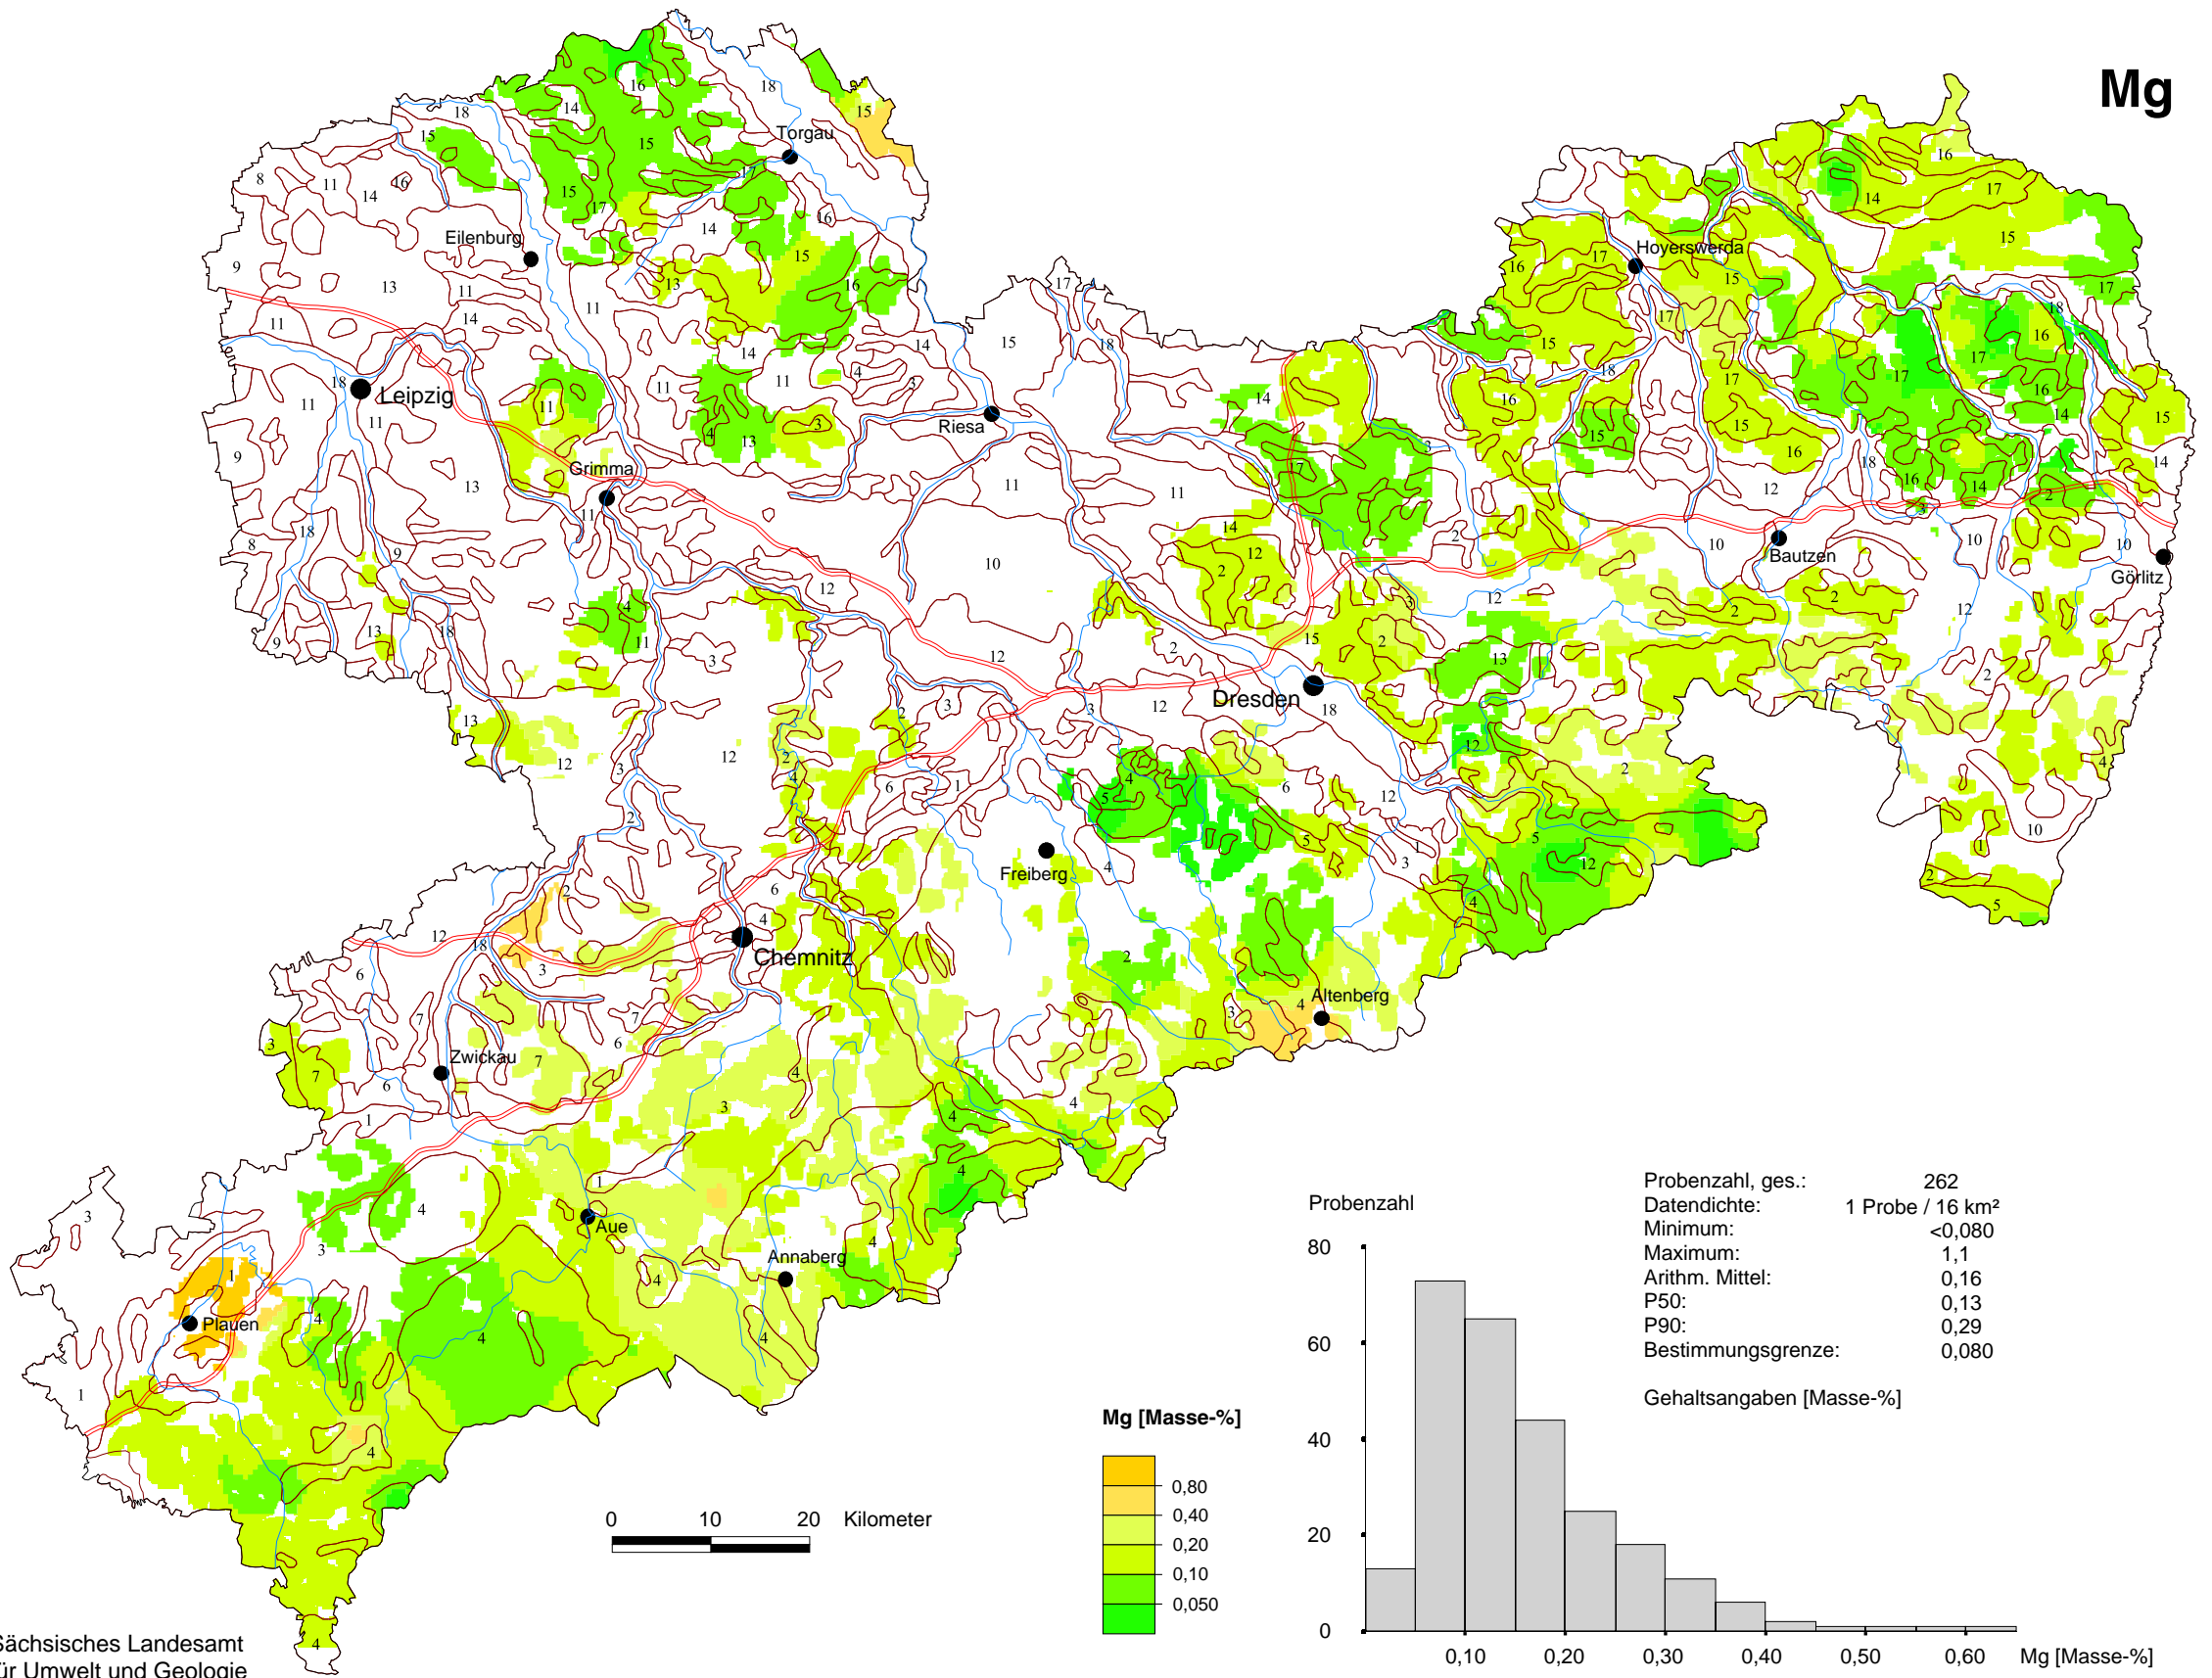 Mg
Torgau
Eilenburg
Hoyerswerda
Leipzig
Riesa
Grimma
Bautzen
Görlitz
Dresden
Freiberg
Chemnitz
Altenberg
Zwickau
Aue
Annaberg
Plauen
Probenzahl, ges.: 262
Datendichte: 1 Probe / 16 km²
Minimum: <0,080
Maximum: 1,1
Arithm. Mittel: 0,16
P50: 0,13
P90: 0,29
Bestimmungsgrenze: 0,080
Gehaltsangaben [Masse-%]
Probenzahl
80
60
40
20
0
0,10 0,20 0,30 0,40 0,50 0,60 Mg [Masse-%]
Mg [Masse-%]
0,80
0,40
0,20
0,10
0,050
0 10 20 Kilometer
Sächsisches Landesamt
für Umwelt und Geologie